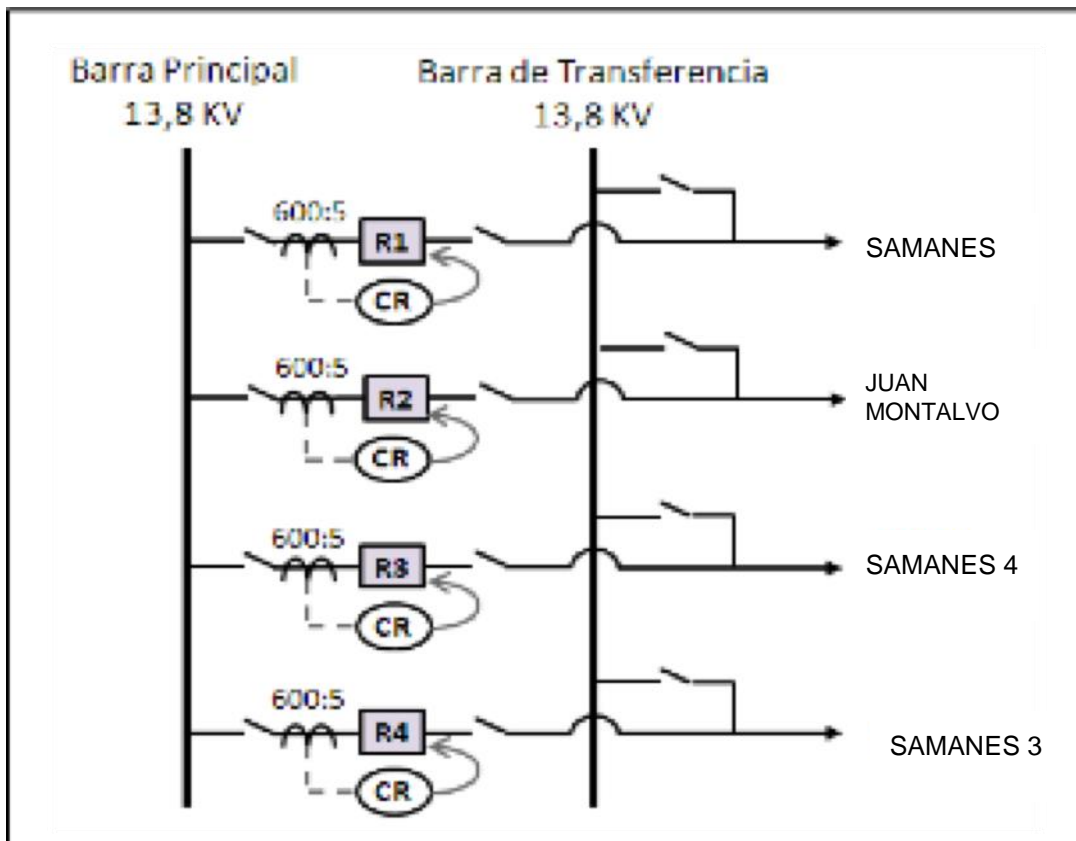 Barra Principal
13,8 KV
Barra de Transferencia
13,8 KV
600:5
R1
CR
SAMANES
600:5
R2
CR
JUAN
MONTALVO
600:5
R3
CR
SAMANES 4
600:5
R4
CR
SAMANES 3